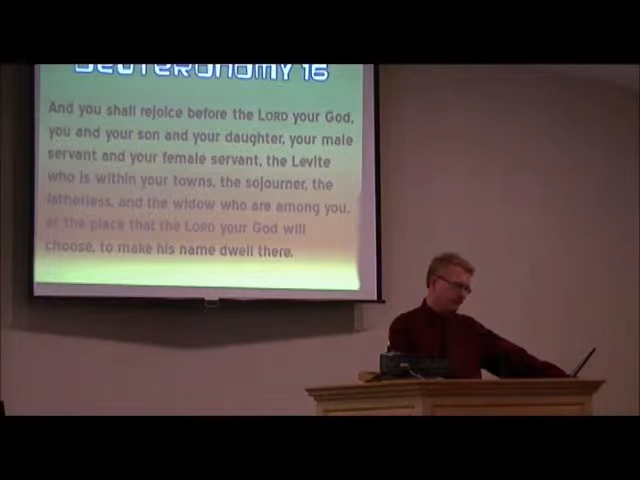 DEUTERONOMY 16
And you shall rejoice before the LORD your God,
you and your son and your daughter, your male
servant and your female servant, the Levite
who is within your towns, the sojourner, the
fatherless, and the widow who are among you,
at the place that the LORD your God will
choose, to make his name dwell there.